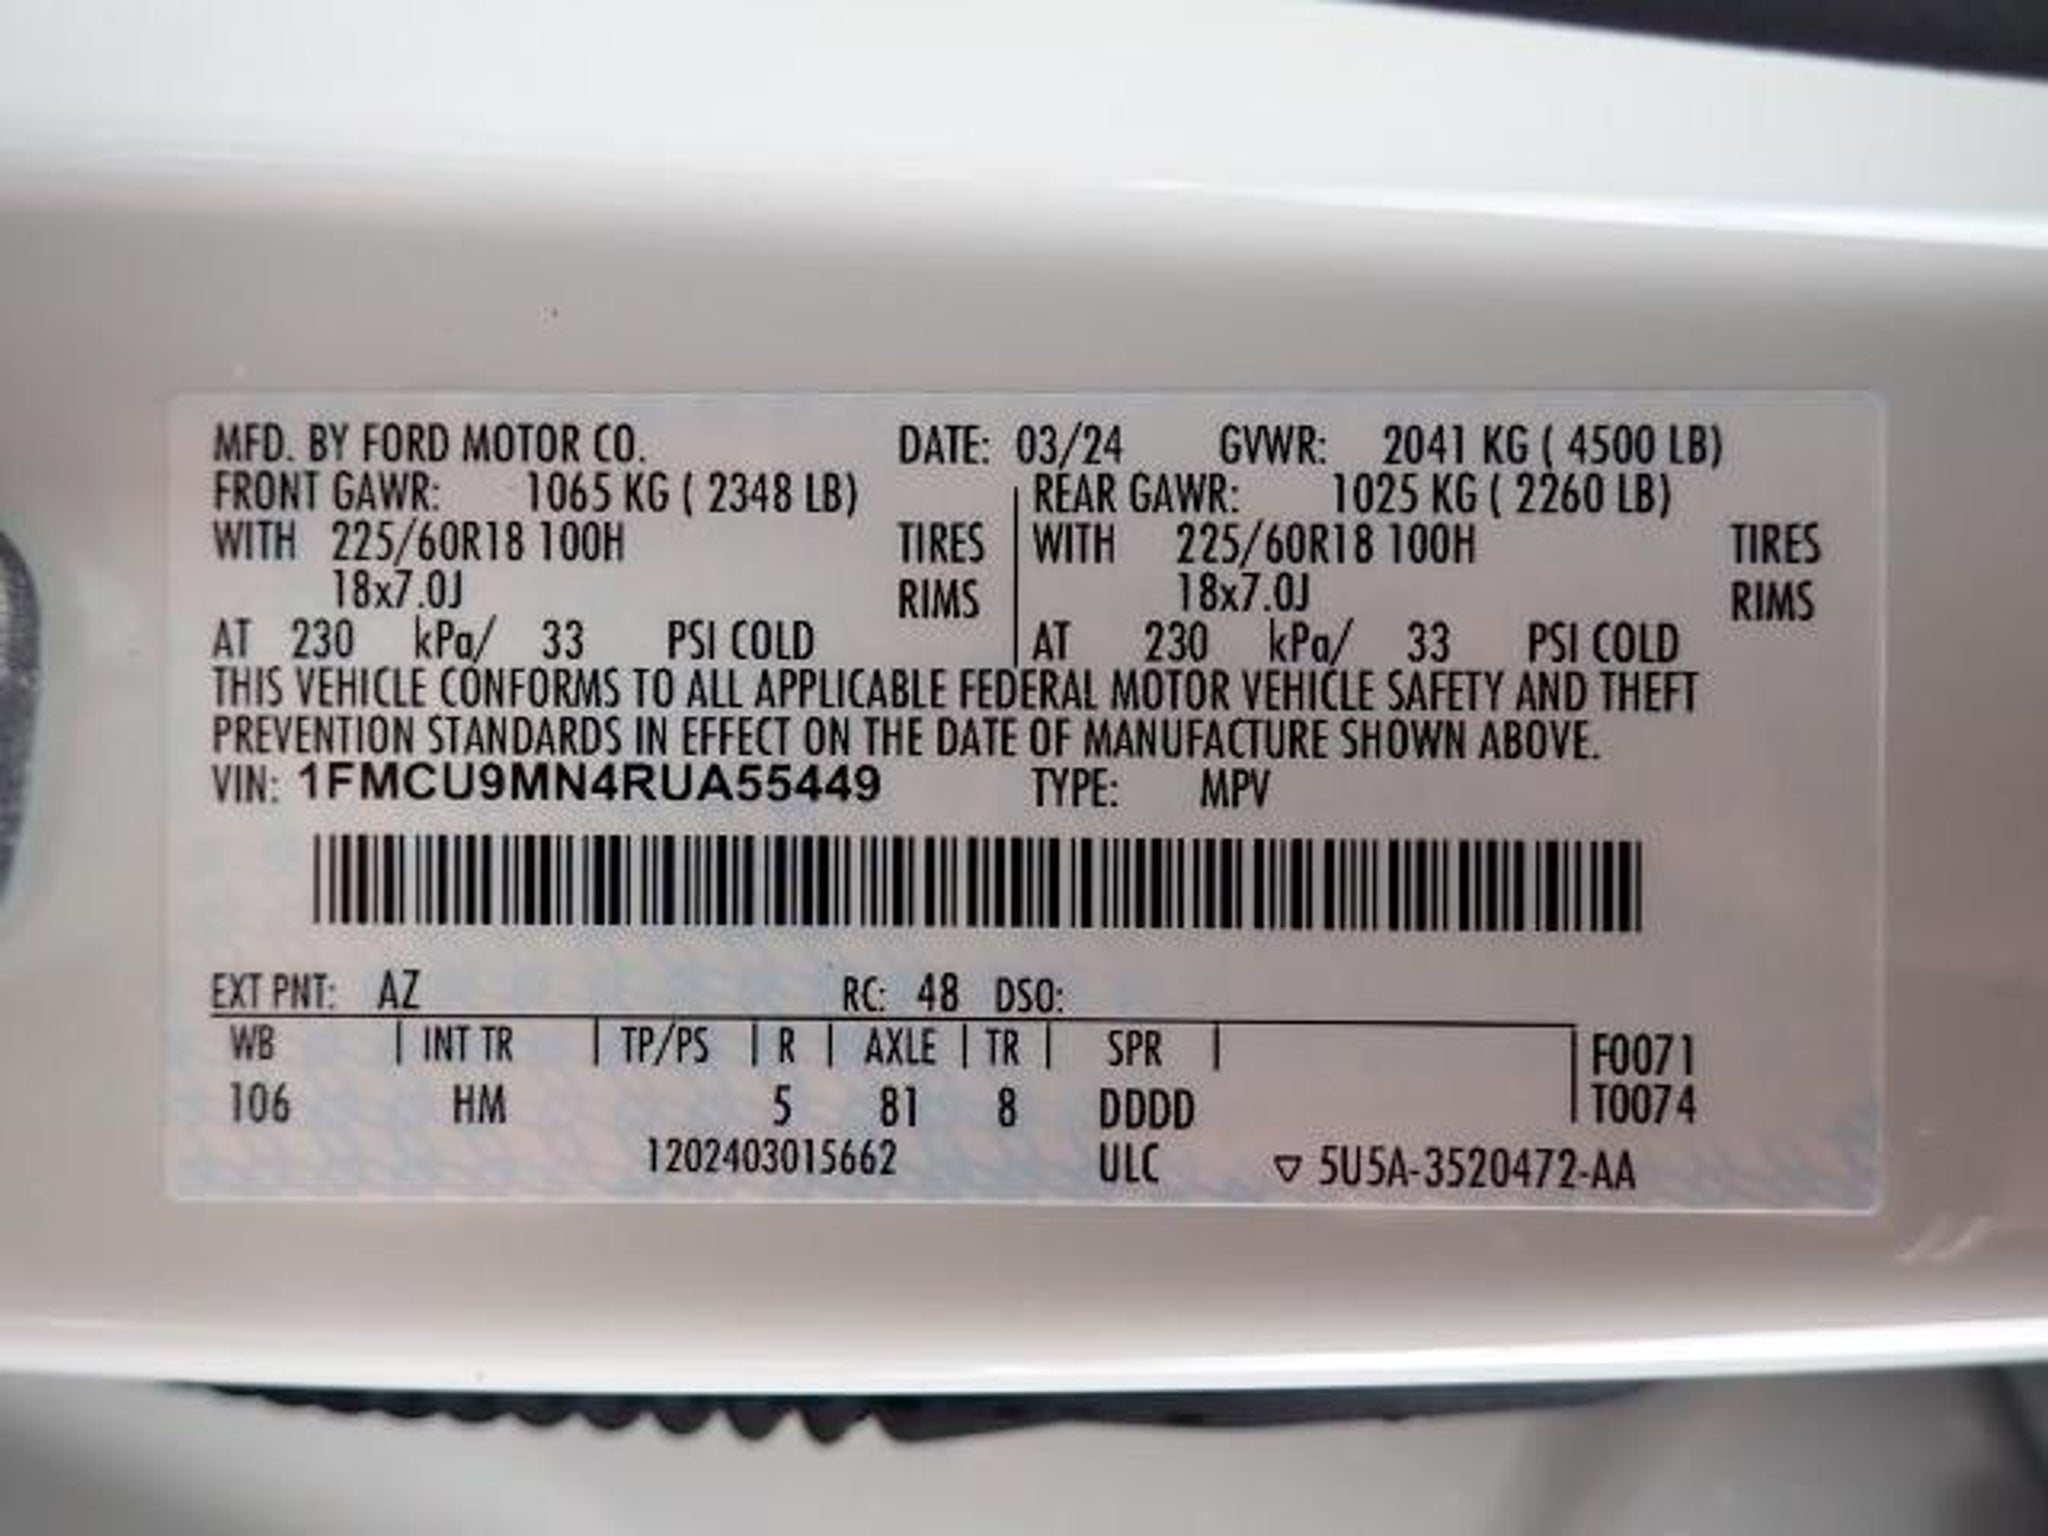 MFD. BY FORD MOTOR CO. DATE: 03/24 GVWR: 2041 KG ( 4500 LB)
FRONT GAWR: 1065 KG ( 2348 LB) REAR GAWR: 1025 KG ( 2260 LB)
WITH 225/60R18 100H TIRES WITH 225/60R18 100H TIRES
18x7.0J RIMS 18x7.0J RIMS
AT 230 kPa/ 33 PSI COLD AT 230 kPa/ 33 PSI COLD
THIS VEHICLE CONFORMS TO ALL APPLICABLE FEDERAL MOTOR VEHICLE SAFETY AND THEFT
PREVENTION STANDARDS IN EFFECT ON THE DATE OF MANUFACTURE SHOWN ABOVE.
VIN: 1FMCU9MN4RUA55449 TYPE: MPV
EXT PNT: AZ RC: 48 DSO:
WB INT TR TP/PS R AXLE TR SPR F0071
106 HM 5 81 8 DDDD T0074
1202403015662 ULC ▽ 5U5A-3520472-AA